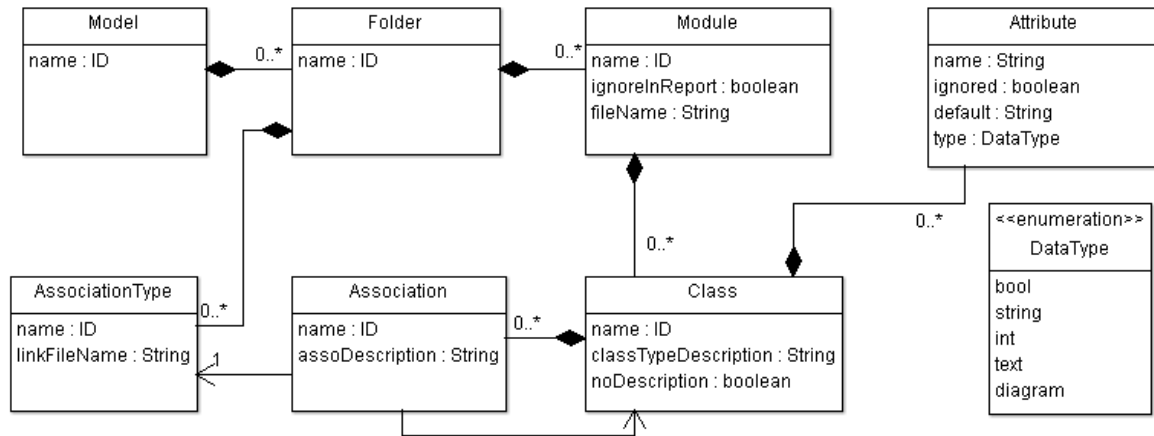 Model
name : ID
Folder
name : ID
Module
name : ID
ignoreInReport : boolean
fileName : String
Attribute
name : String
ignored : boolean
default : String
type : DataType
0..*
0..*
0..*
0..*
0..*
0..*
<<enumeration>>
DataType
bool
string
int
text
diagram
AssociationType
name : ID
linkFileName : String
1
Association
name : ID
assoDescription : String
Class
name : ID
classTypeDescription : String
noDescription : boolean